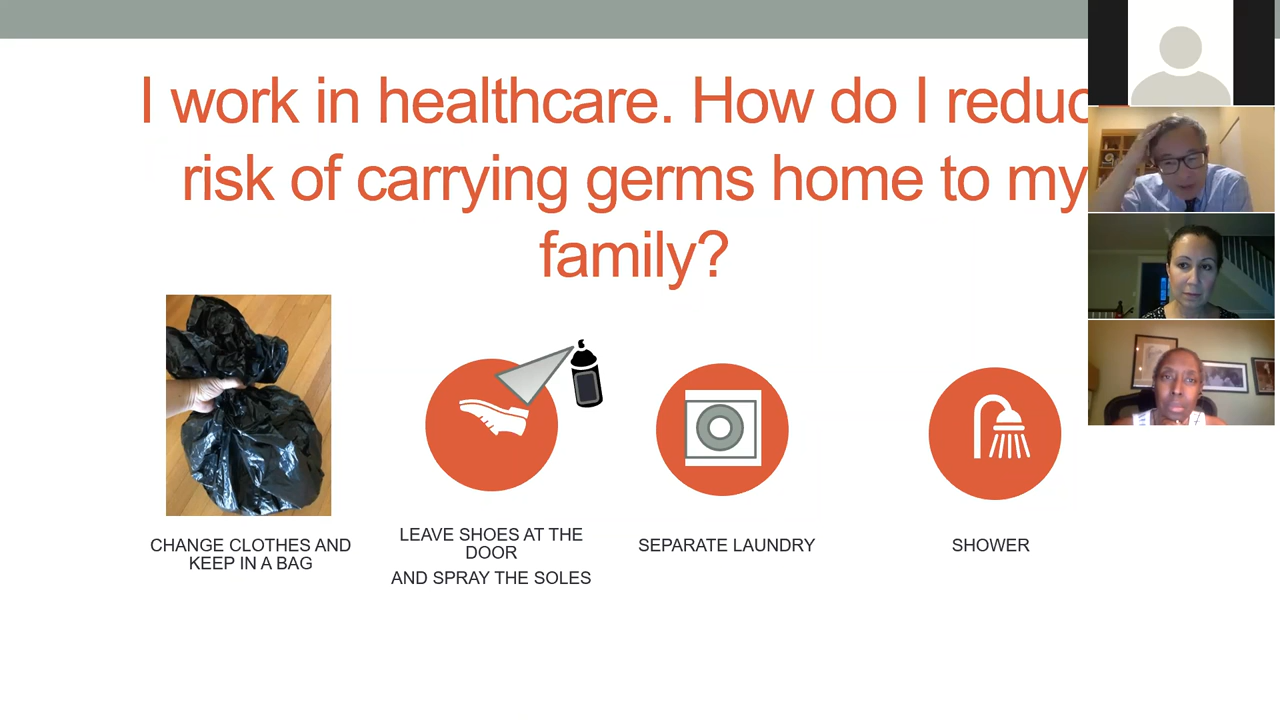 I work in healthcare. How do I reduc
risk of carrying germs home to my
family?
CHANGE CLOTHES AND
KEEP IN A BAG
LEAVE SHOES AT THE
DOOR
AND SPRAY THE SOLES
SEPARATE LAUNDRY
SHOWER